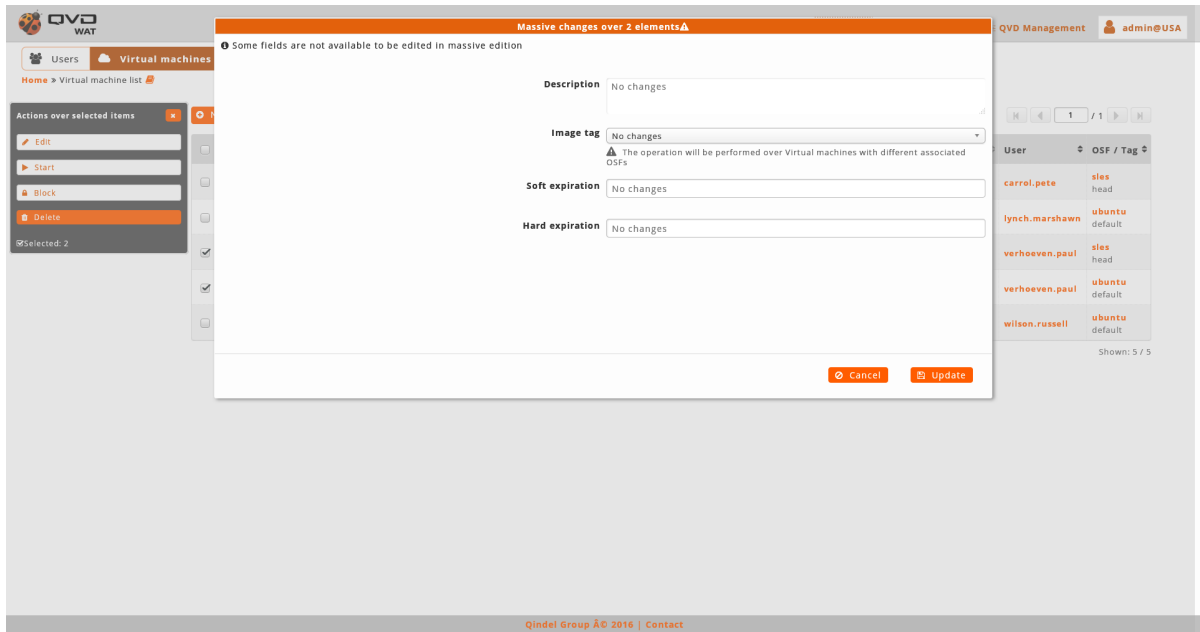 QVD
WAT
Massive changes over 2 elements
QVD Management
admin@USA
Some fields are not available to be edited in massive edition
Users
Virtual machines
Home » Virtual machine list
Description
No changes
Actions over selected items
N
1
/ 1
Image tag
No changes
Edit
User
OSF / Tag
The operation will be performed over Virtual machines with different associated
OSFs
Start
carrol.pete
sles
head
Soft expiration
No changes
Block
Delete
lynch.marshawn
ubuntu
default
Hard expiration
No changes
Selected: 2
verhoeven.paul
sles
head
verhoeven.paul
ubuntu
default
wilson.russell
ubuntu
default
Shown: 5 / 5
Cancel
Update
Qindel Group Â© 2016 | Contact